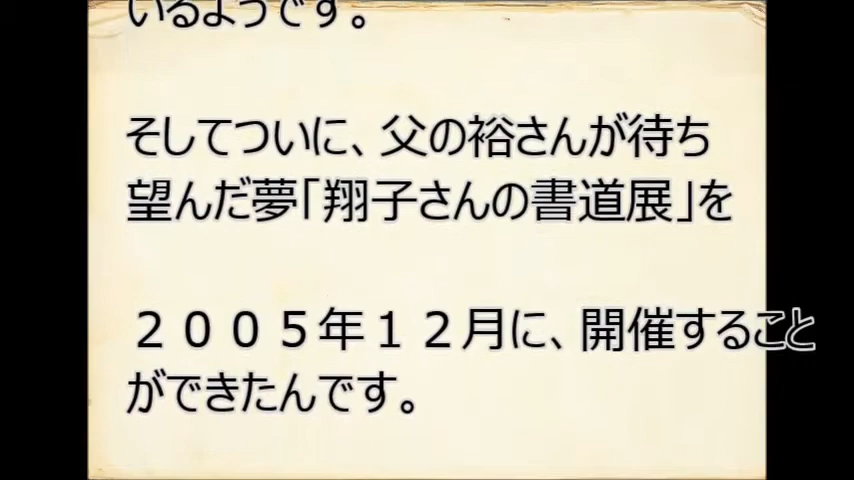 いるようです。
そしてついに、父の裕さんが待ち
望んだ夢「翔子さんの書道展」を
２００５年１２月に、開催すること
ができたんです。